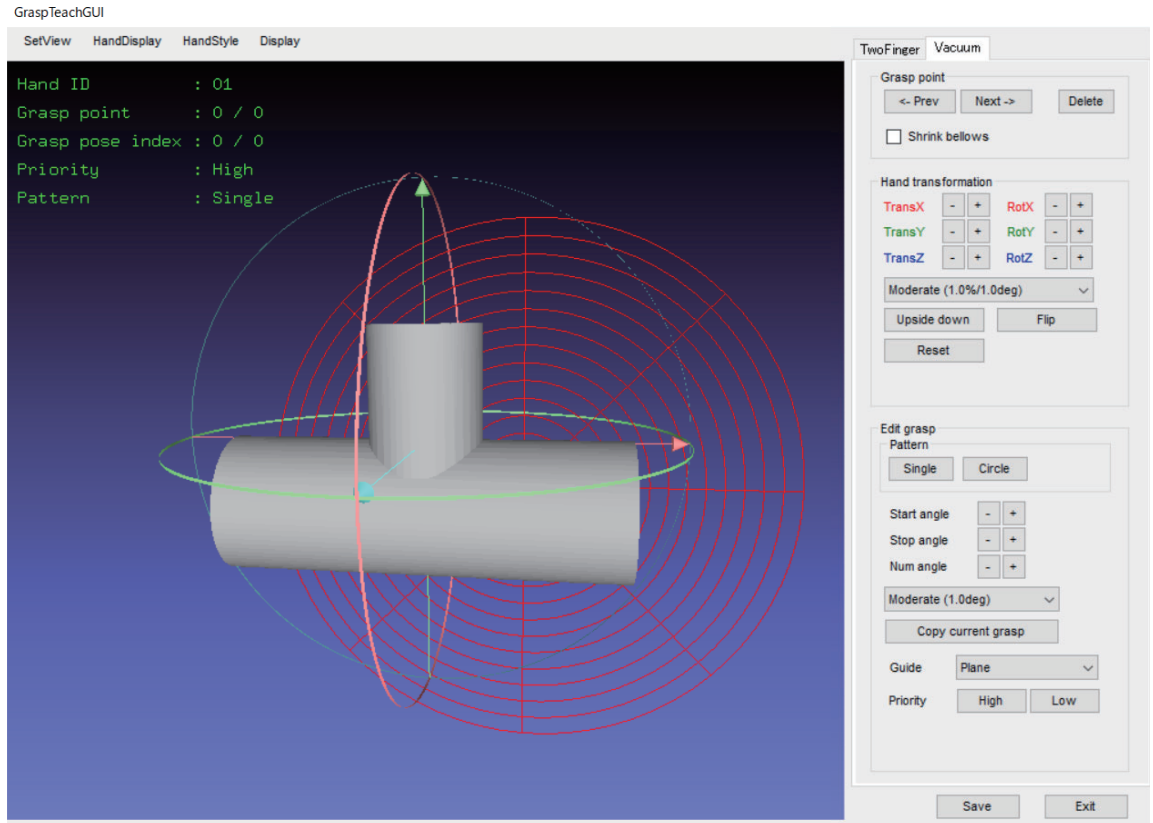 GraspTeachGUI
SetView HandDisplay HandStyle Display
Hand ID : 01
Grasp point : 0 / 0
Grasp pose index : 0 / 0
Priority : High
Pattern : Single
TwoFinger Vacuum
Grasp point
<- Prev Next -> Delete
Shrink bellows
Hand transformation
TransX - + RotX - +
TransY - + RotY - +
TransZ - + RotZ - +
Moderate (1.0%/1.0deg)
Upside down Flip
Reset
Edit grasp
Pattern
Single Circle
Start angle - +
Stop angle - +
Num angle - +
Moderate (1.0deg)
Copy current grasp
Guide Plane
Priority High Low
Save Exit